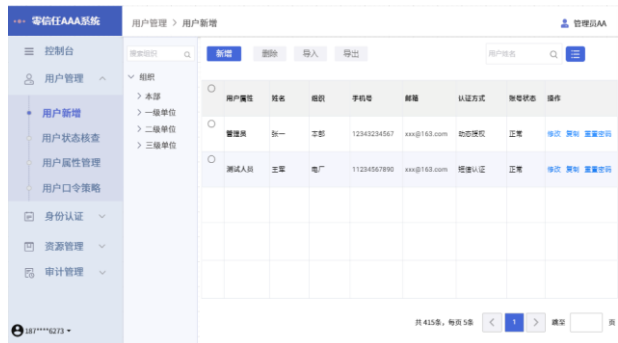 零信任AAA系统
用户管理 > 用户新增
管理员AA
控制台
用户管理
用户新增
用户状态核查
用户属性管理
用户口令策略
身份认证
资源管理
审计管理
187****6273
搜索组织
组织
本部
一级单位
二级单位
三级单位
新增 删除 导入 导出
用户姓名
用户属性 姓名 组织 手机号 邮箱 认证方式 账号状态 操作
管理员 张一 本部 12343234567 xxx@163.com 动态授权 正常 修改 复制 重置密码
测试人员 王军 电厂 11234567890 xxx@163.com 短信认证 正常 修改 复制 重置密码
共415条，每页5条 < 1 > 跳至 页